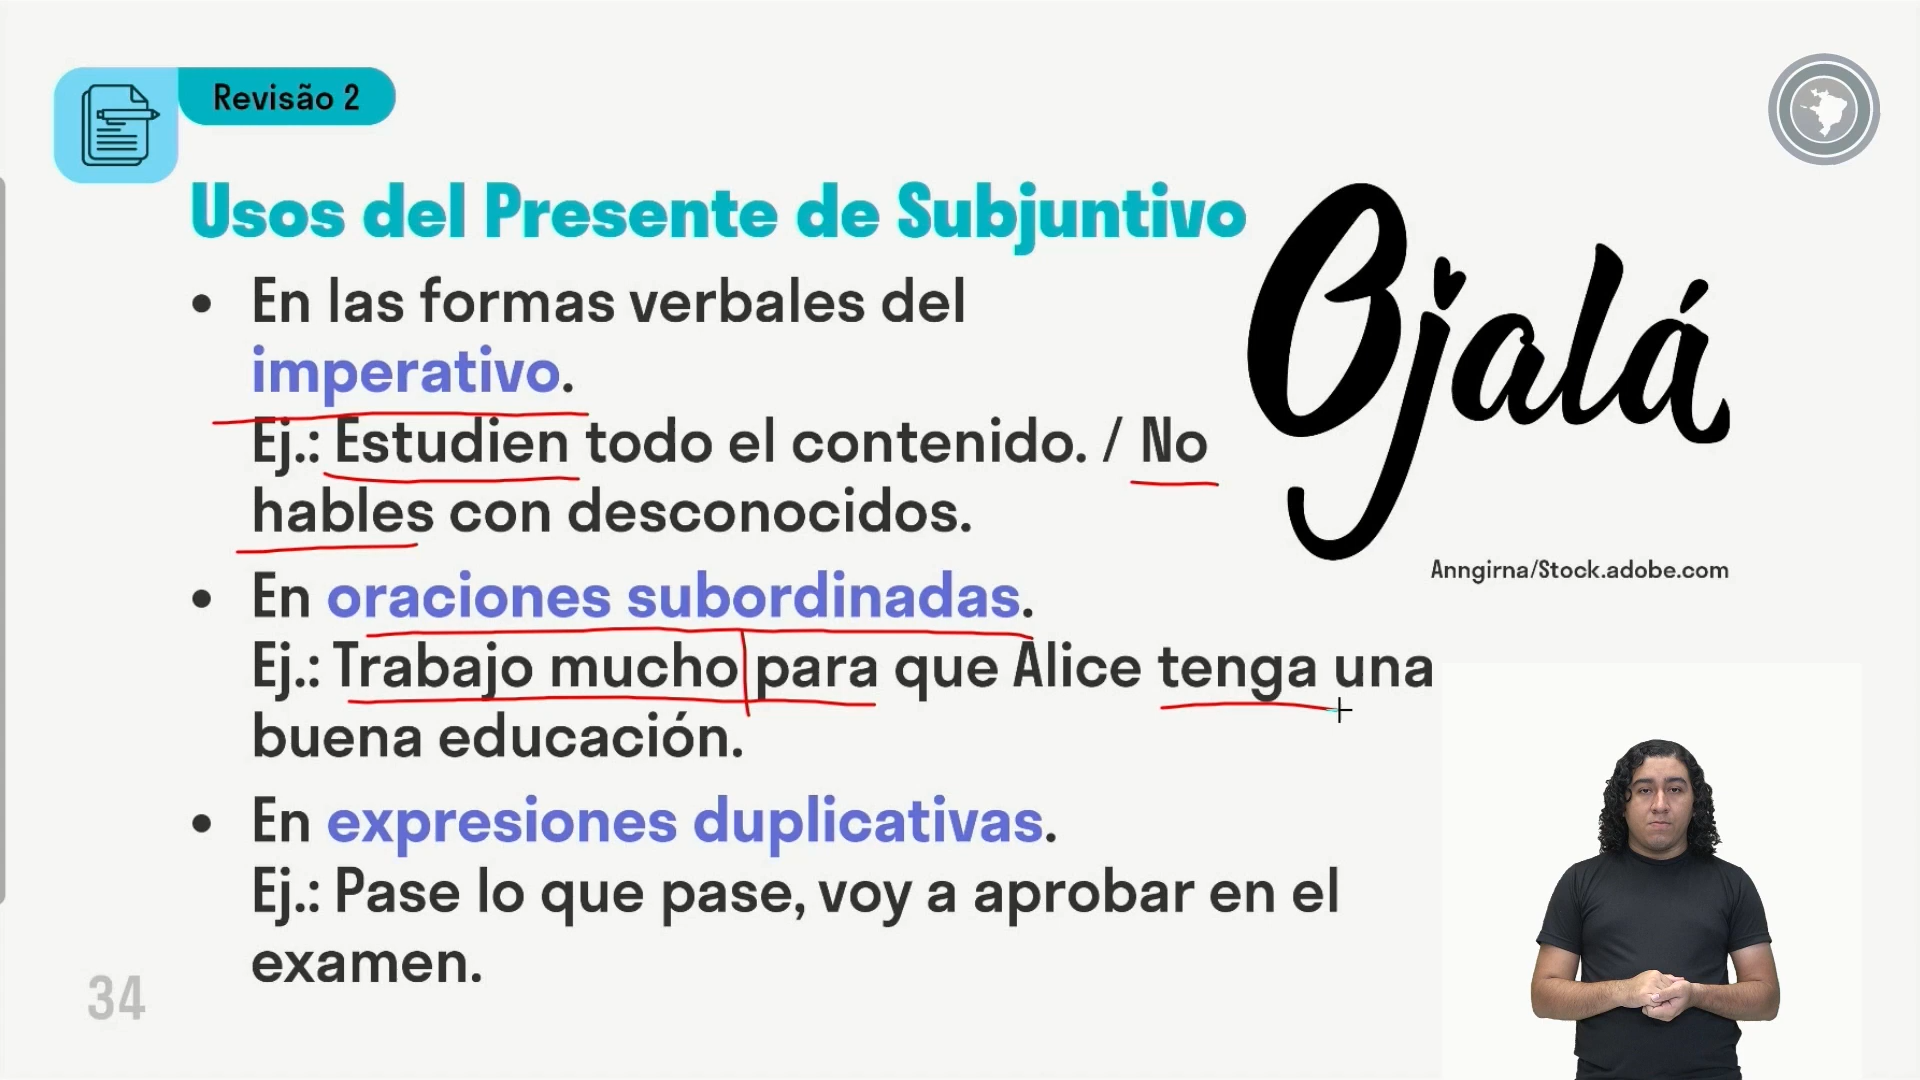 Revisão 2
Usos del Presente de Subjuntivo
• En las formas verbales del
imperativo.
Ej.: Estudien todo el contenido. / No
hables con desconocidos.
Ojalá
Anngirna/Stock.adobe.com
• En oraciones subordinadas.
Ej.: Trabajo mucho para que Alice tenga una
buena educación.
• En expresiones duplicativas.
Ej.: Pase lo que pase, voy a aprobar en el
examen.
34